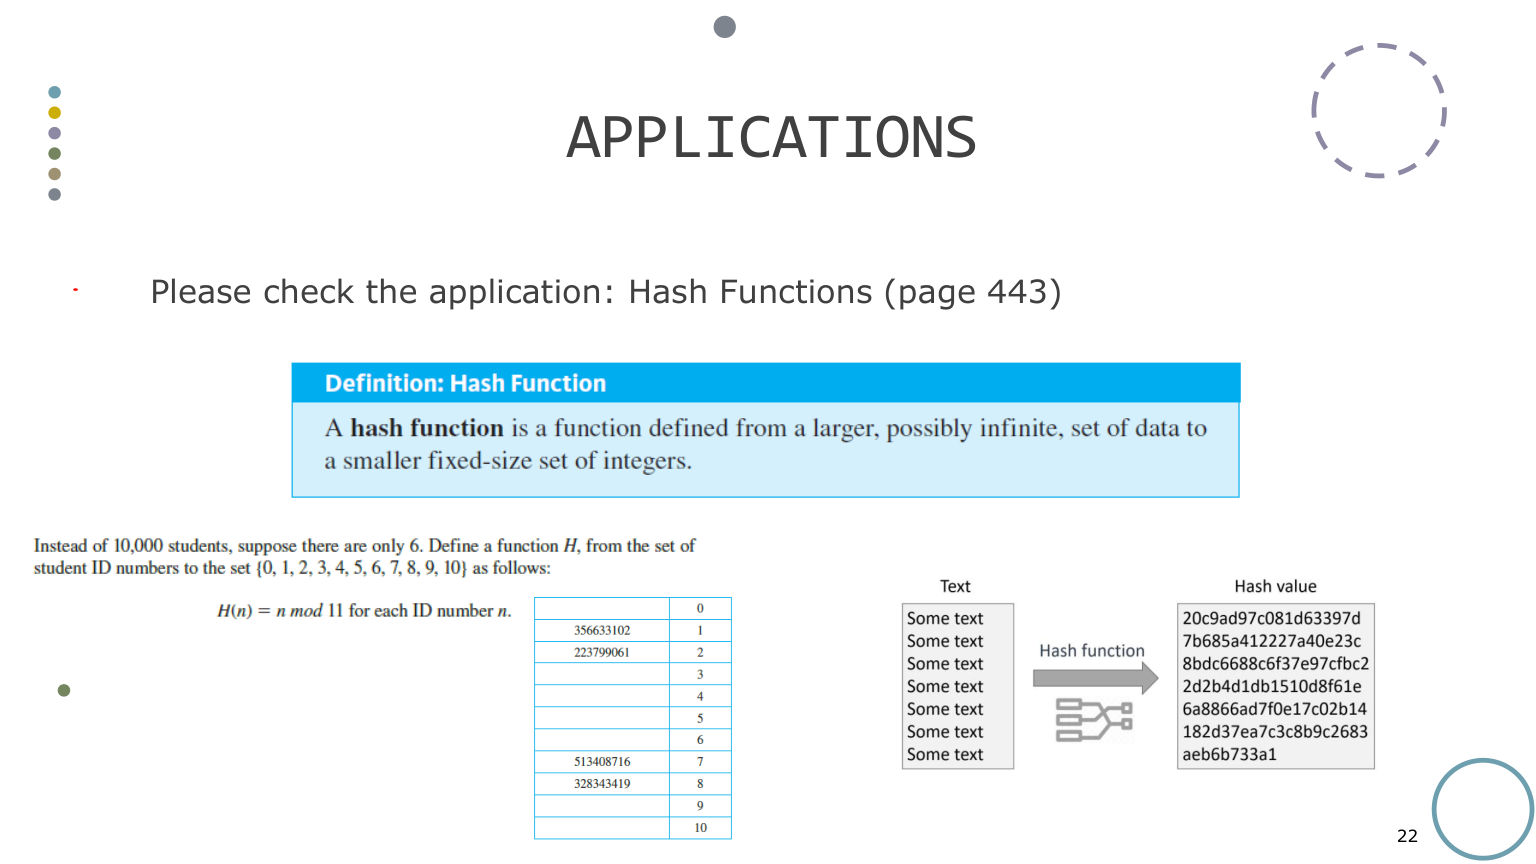 APPLICATIONS
Please check the application: Hash Functions (page 443)
Definition: Hash Function
A hash function is a function defined from a larger, possibly infinite, set of data to
a smaller fixed-size set of integers.
Instead of 10,000 students, suppose there are only 6. Define a function H, from the set of
student ID numbers to the set {0, 1, 2, 3, 4, 5, 6, 7, 8, 9, 10} as follows:
H(n) = n mod 11 for each ID number n.
0
356633102 1
223799061 2
3
4
5
6
513408716 7
328343419 8
9
10
Text
Some text
Some text
Some text
Some text
Some text
Some text
Some text
Hash function
Hash value
20c9ad97c081d63397d
7b685a412227a40e23c
8bdc6688c6f37e97cfbc2
2d2b4d1db1510d8f61e
6a8866ad7f0e17c02b14
182d37ea7c3c8b9c2683
aeb6b733a1
22